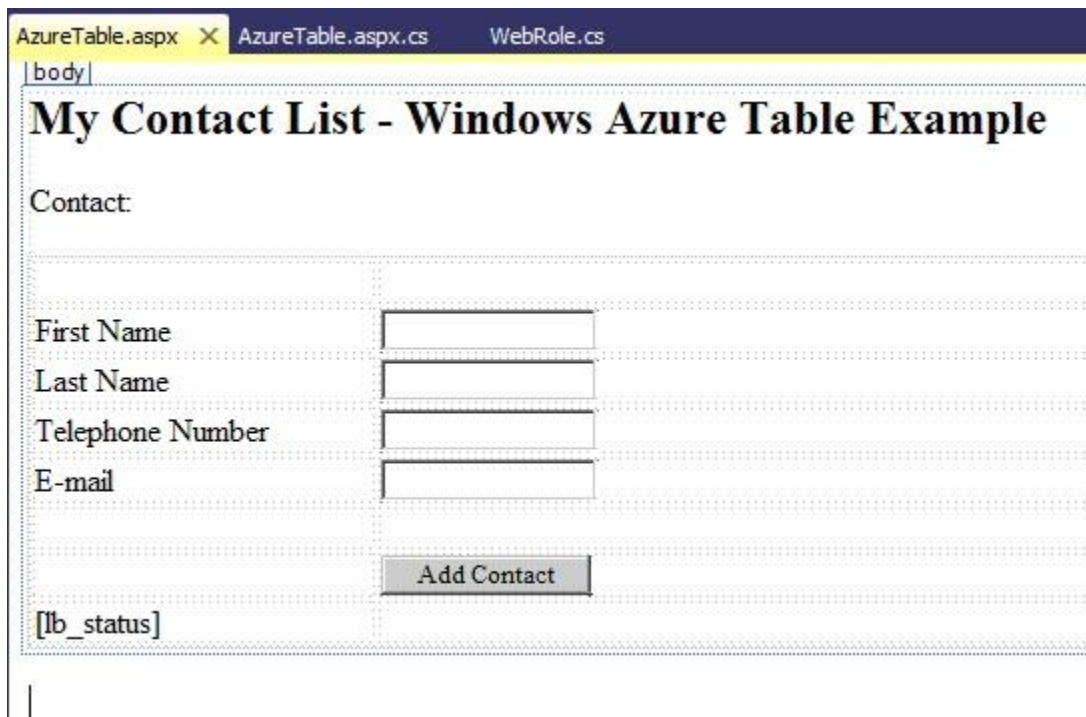 AzureTable.aspx AzureTable.aspx.cs WebRole.cs
body
My Contact List - Windows Azure Table Example
Contact:
First Name
Last Name
Telephone Number
E-mail
Add Contact
[lb_status]